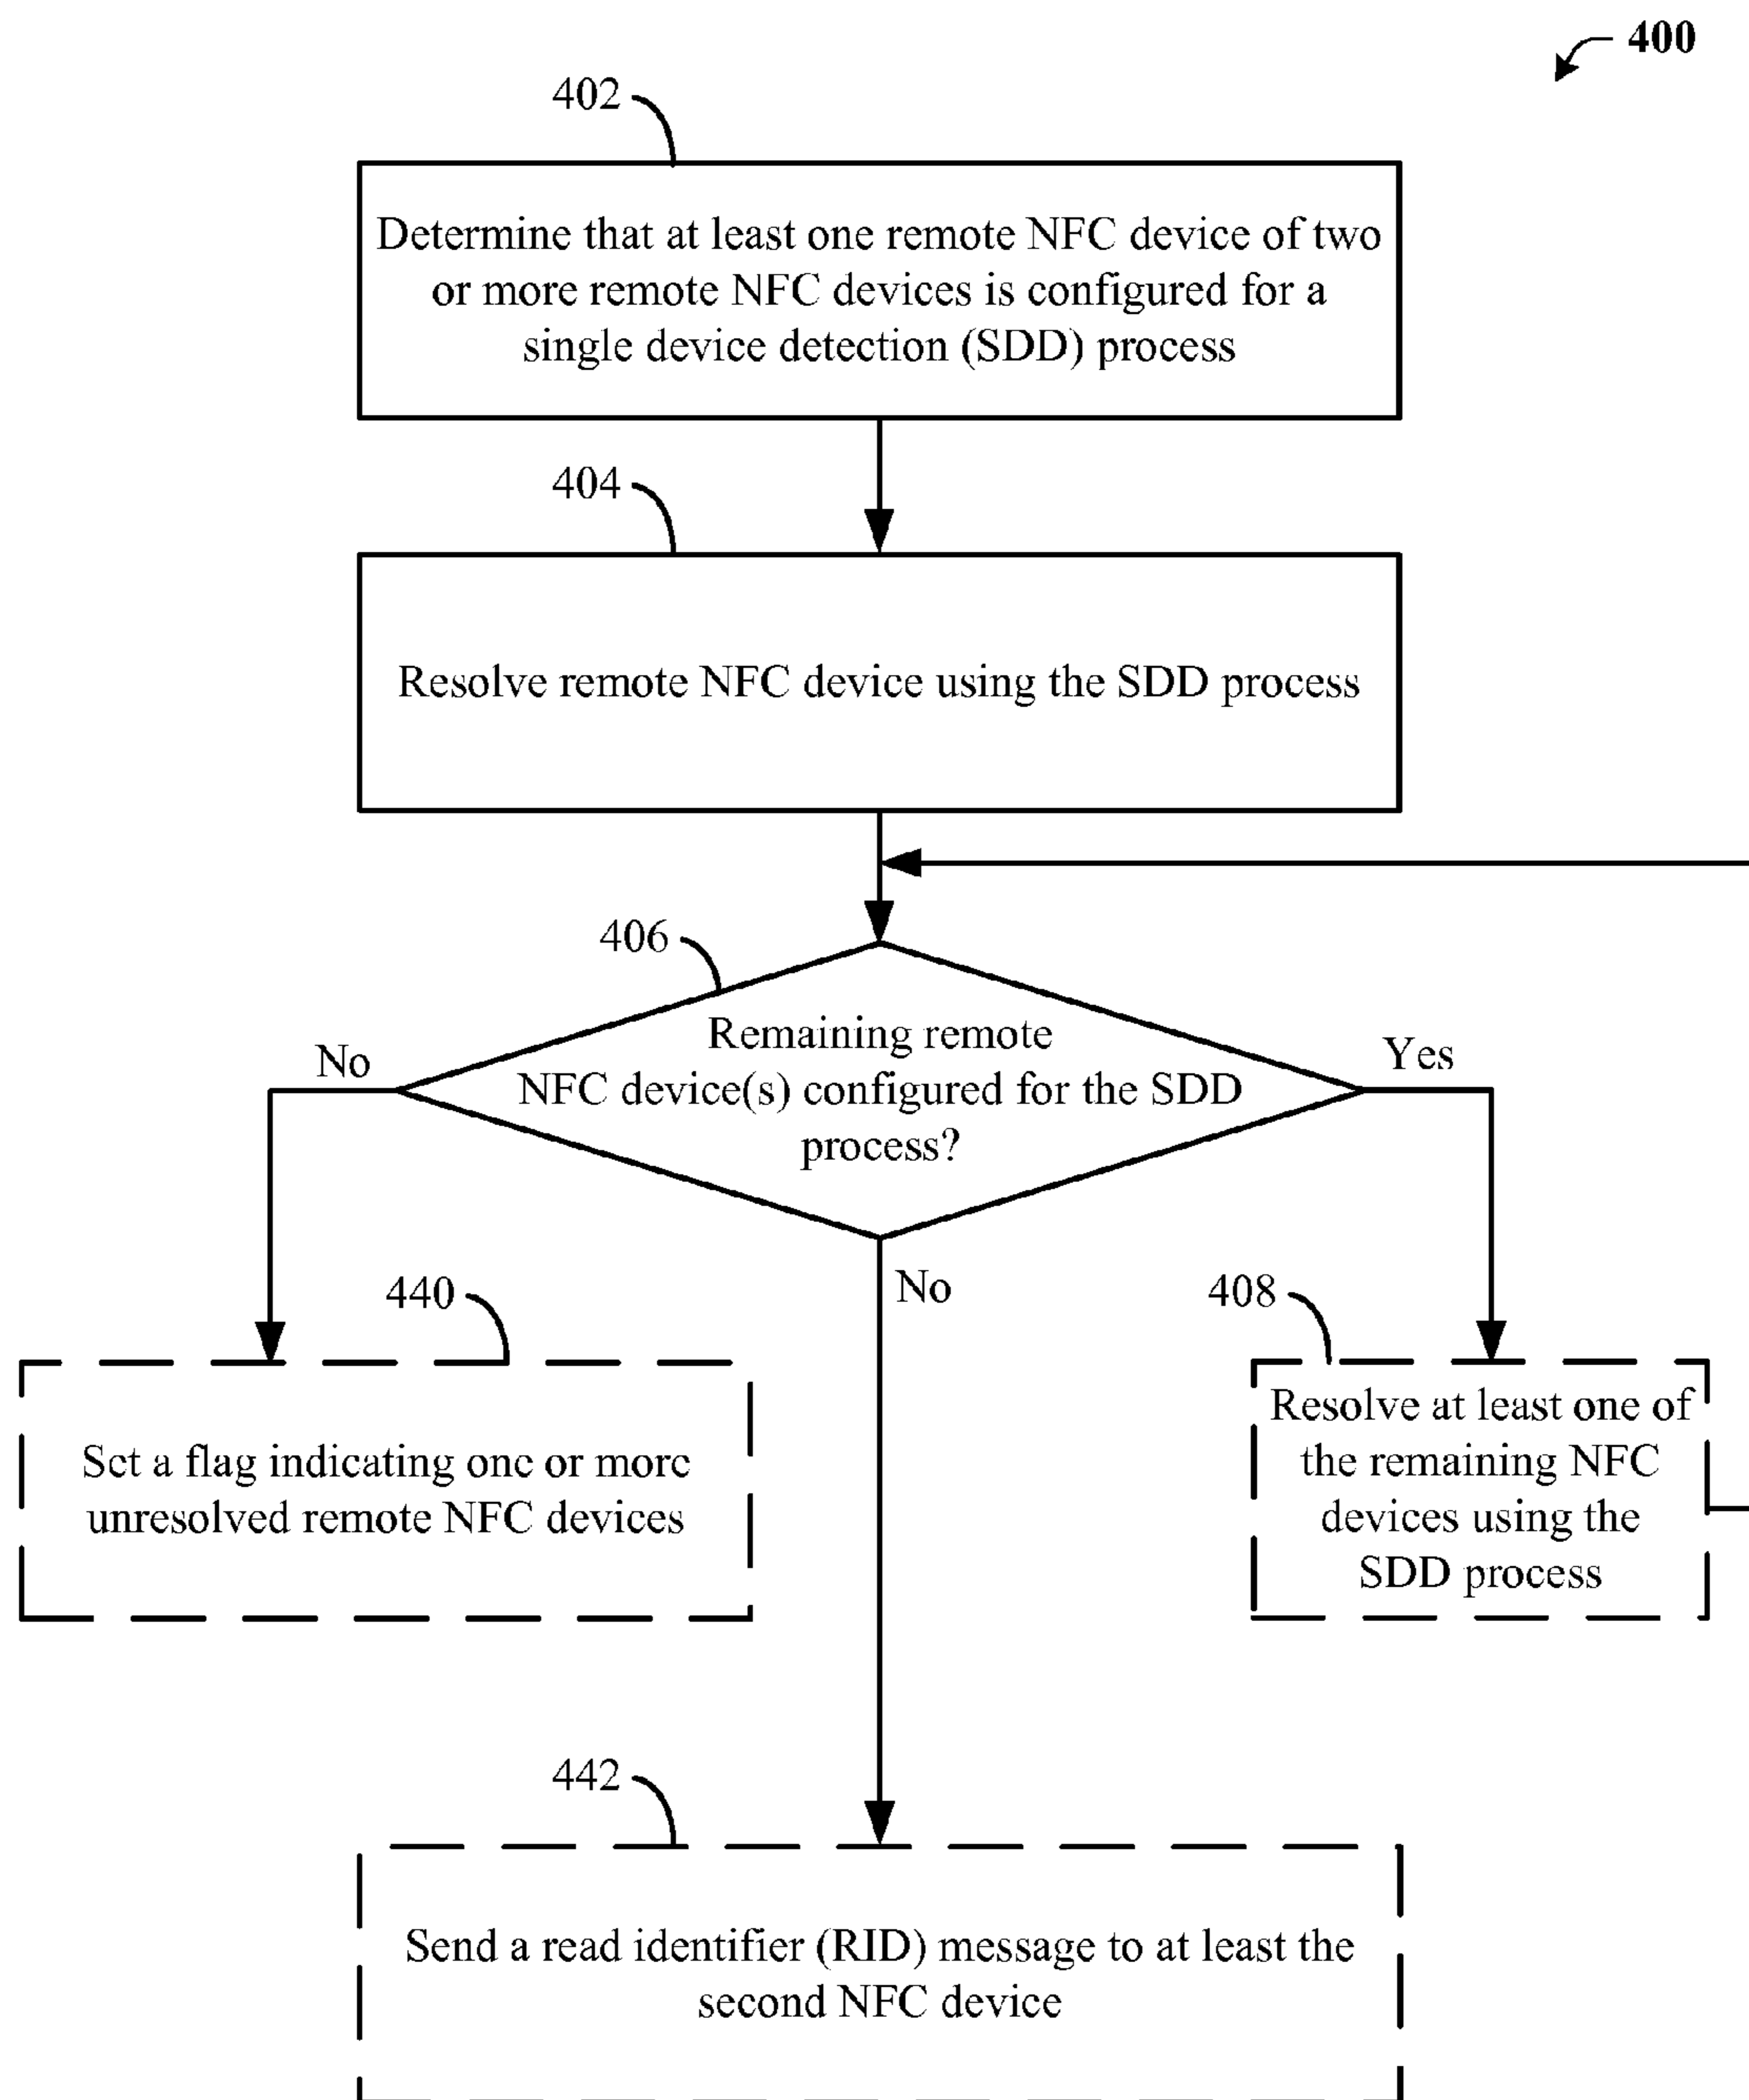 400
402
Determine that at least one remote NFC device of two
or more remote NFC devices is configured for a
single device detection (SDD) process
404
Resolve remote NFC device using the SDD process
406
Remaining remote
NFC device(s) configured for the SDD
process?
No
Yes
No
440
Set a flag indicating one or more
unresolved remote NFC devices
408
Resolve at least one of
the remaining NFC
devices using the
SDD process
442
Send a read identifier (RID) message to at least the
second NFC device